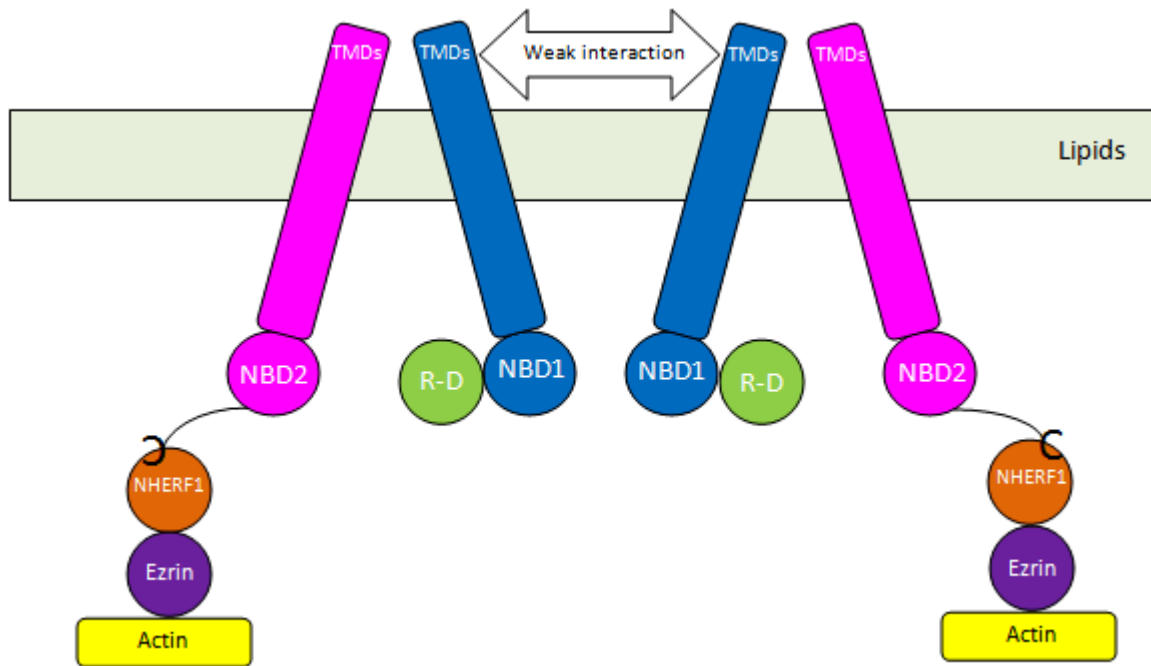 TMDs
TMDs
Weak interaction
TMDs
TMDs
Lipids
NBD2
R-D
NBD1
NBD1
R-D
NBD2
NHERF1
NHERF1
Ezrin
Ezrin
Actin
Actin